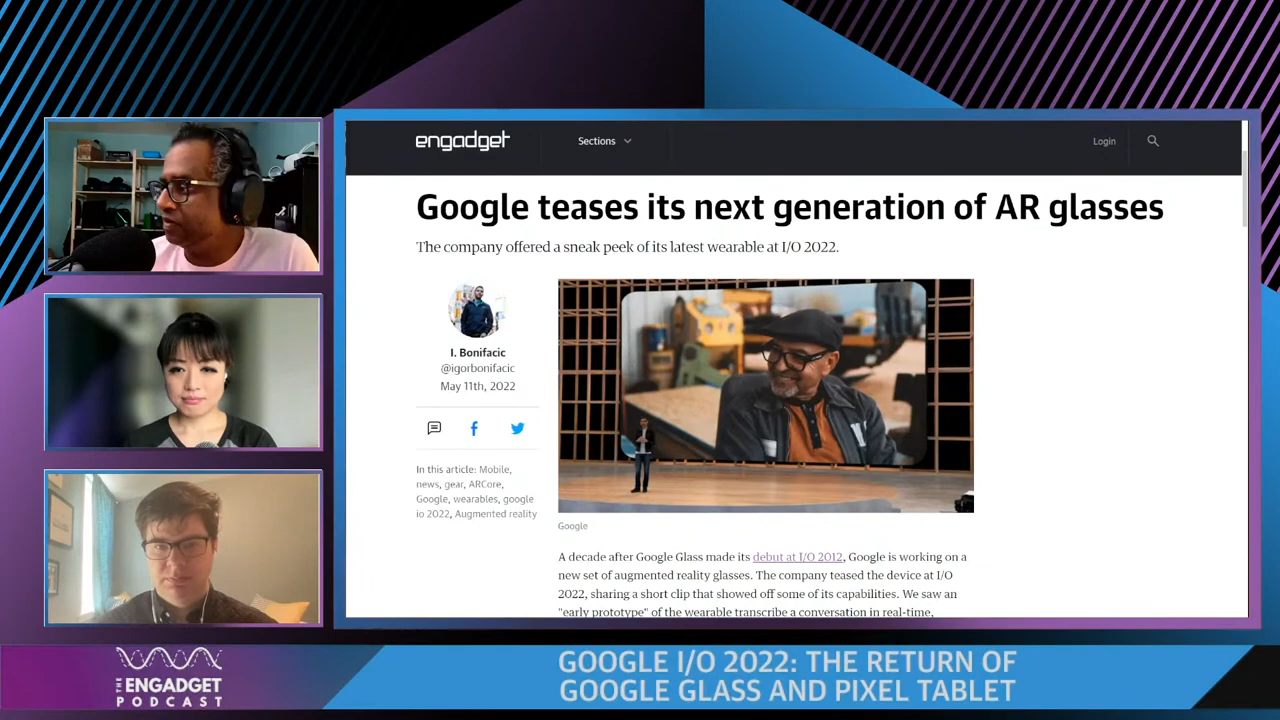 engadget
Sections
Login
Google teases its next generation of AR glasses
The company offered a sneak peek of its latest wearable at I/O 2022.
I. Bonifacic
@igorbonifacic
May 11th, 2022
In this article: Mobile,
news, gear, ARCore,
Google, wearables, google
io 2022, Augmented reality
Google
A decade after Google Glass made its debut at I/O 2012, Google is working on a
new set of augmented reality glasses. The company teased the device at I/O
2022, sharing a short clip that showed off some of its capabilities. We saw an
"early prototype" of the wearable transcribe a conversation in real-time,
THE ENGADGET
PODCAST
GOOGLE I/O 2022: THE RETURN OF
GOOGLE GLASS AND PIXEL TABLET